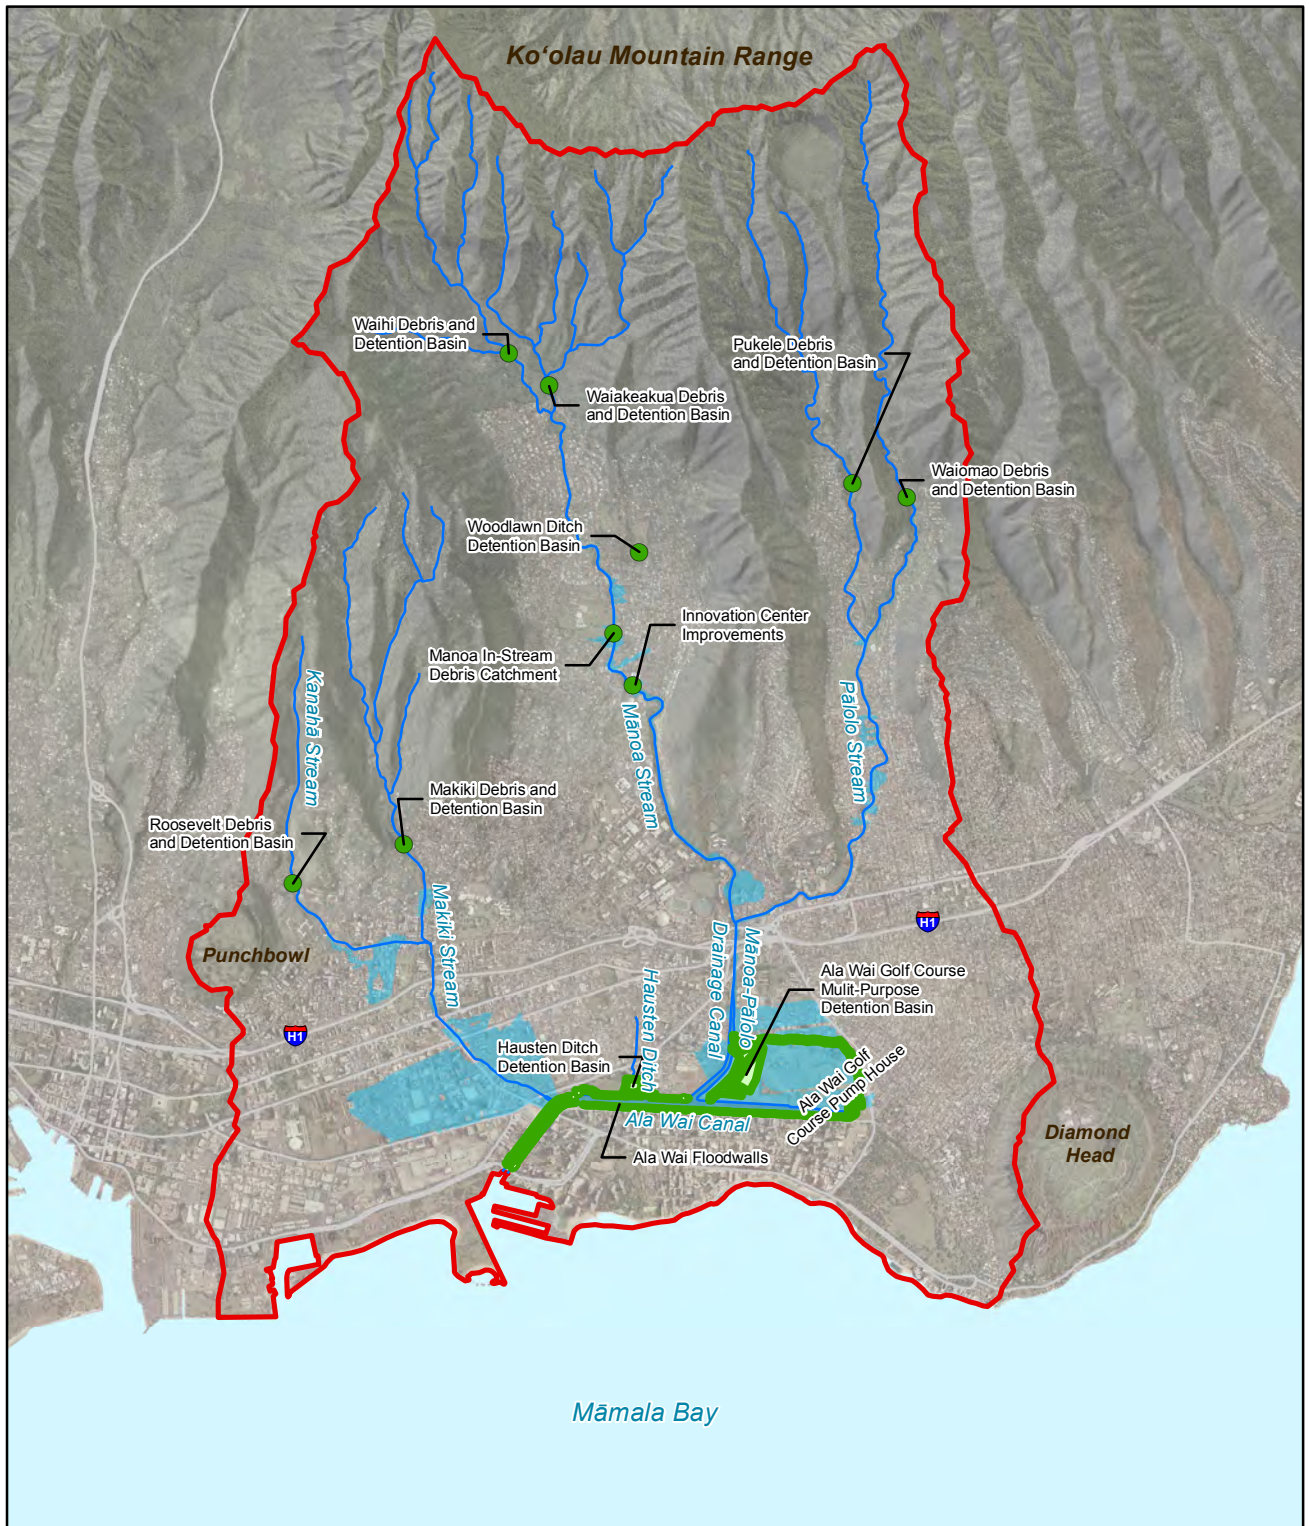 Ko‘olau Mountain Range
Waihi Debris and
Detention Basin
Pukele Debris
and Detention Basin
Waiakeakua Debris
and Detention Basin
Waiomao Debris
and Detention Basin
Woodlawn Ditch
Detention Basin
Innovation Center
Improvements
Manoa In-Stream
Debris Catchment
Kanahā Stream
Mānoa Stream
Pālolo Stream
Makiki Debris and
Detention Basin
Roosevelt Debris
and Detention Basin
Makiki Stream
H1
Punchbowl
Mānoa-Pālolo
Drainage Canal
Ala Wai Golf Course
Mulit-Purpose
Detention Basin
Hausten Ditch
H1
Hausten Ditch
Detention Basin
Ala Wai Golf
Course Pump House
Ala Wai Canal
Ala Wai Floodwalls
Diamond
Head
Māmala Bay